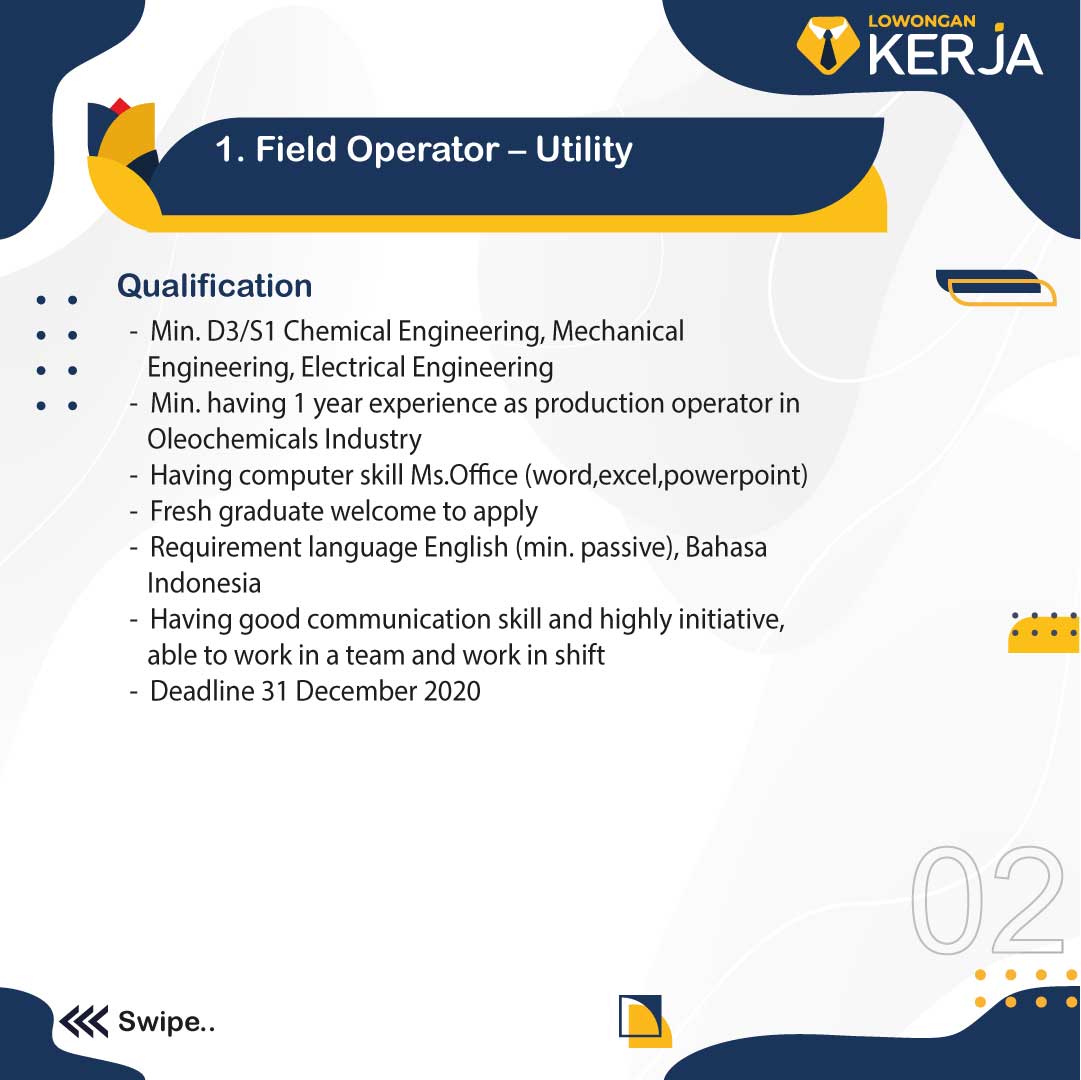 LOWONGAN
KERJA
1. Field Operator – Utility
Qualification
- Min. D3/S1 Chemical Engineering, Mechanical
Engineering, Electrical Engineering
- Min. having 1 year experience as production operator in
Oleochemicals Industry
- Having computer skill Ms.Office (word,excel,powerpoint)
- Fresh graduate welcome to apply
- Requirement language English (min. passive), Bahasa
Indonesia
- Having good communication skill and highly initiative,
able to work in a team and work in shift
- Deadline 31 December 2020
02
Swipe..